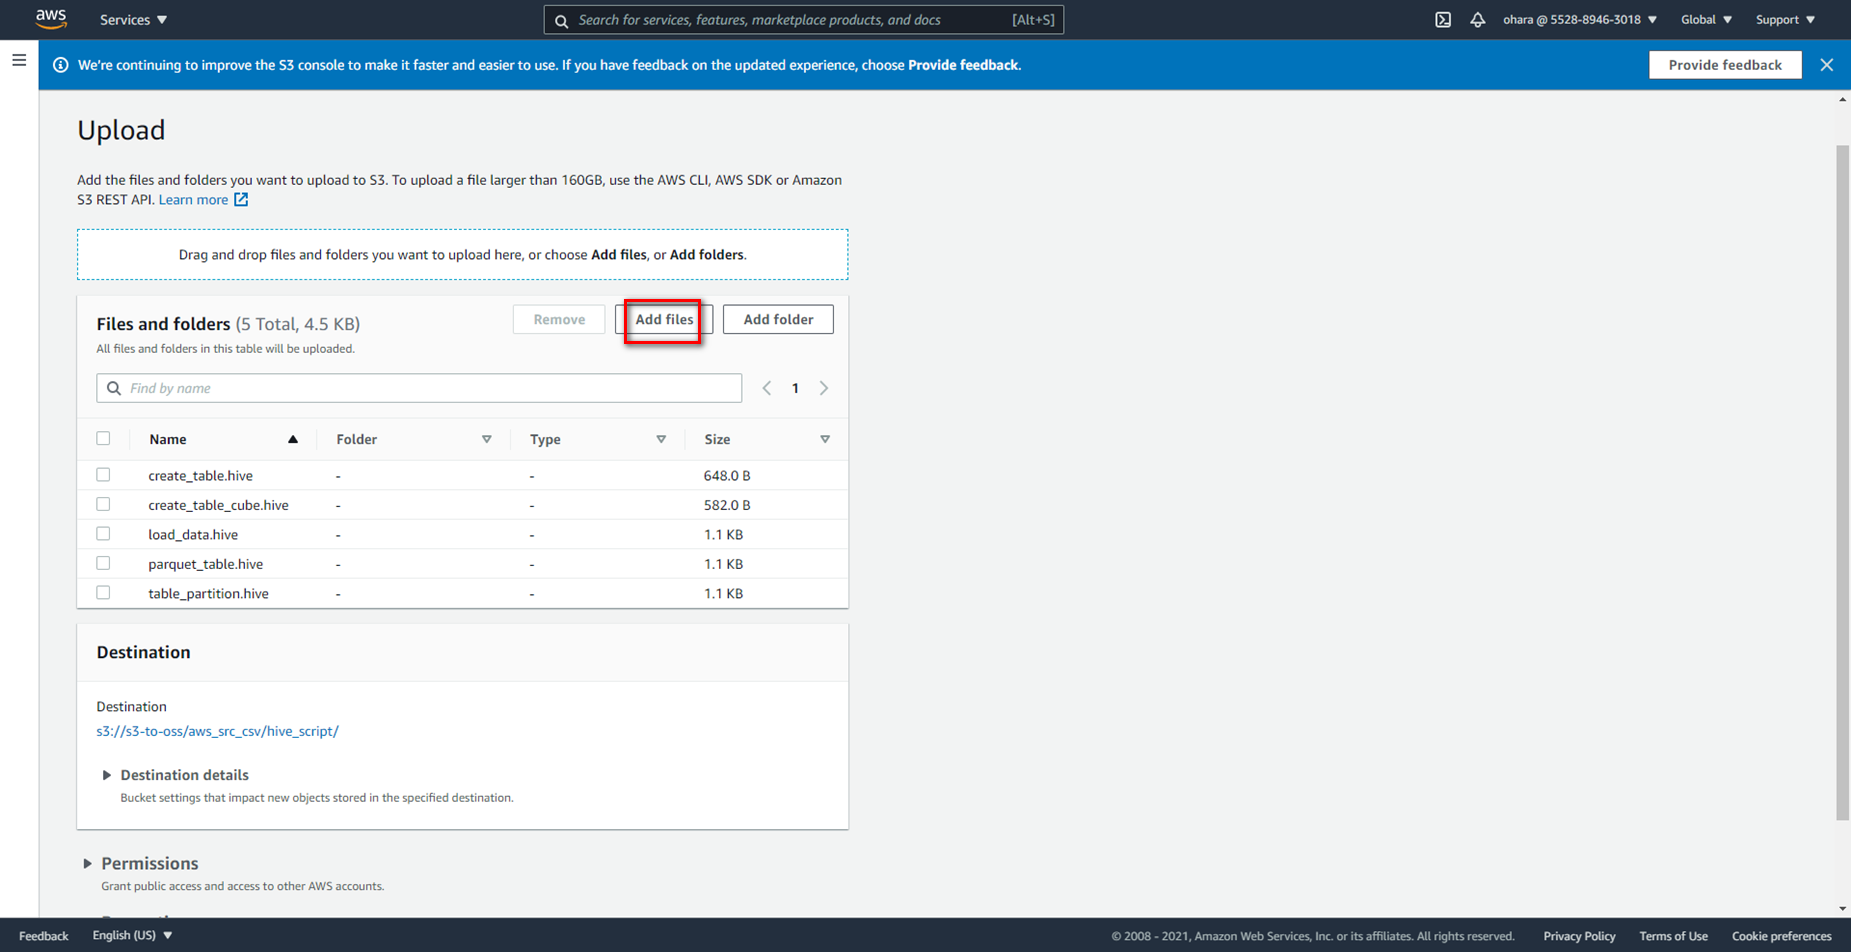 aws Services ▼ Search for services, features, marketplace products, and docs [Alt+S] ohara @ 5528-8946-3018 ▼ Global ▼ Support ▼
We're continuing to improve the S3 console to make it faster and easier to use. If you have feedback on the updated experience, choose Provide feedback. Provide feedback
Upload
Add the files and folders you want to upload to S3. To upload a file larger than 160GB, use the AWS CLI, AWS SDK or Amazon
S3 REST API. Learn more
Drag and drop files and folders you want to upload here, or choose Add files, or Add folders.
Files and folders (5 Total, 4.5 KB) Remove Add files Add folder
All files and folders in this table will be uploaded.
Find by name 1
Name Folder Type Size
create_table.hive - - 648.0 B
create_table_cube.hive - - 582.0 B
load_data.hive - - 1.1 KB
parquet_table.hive - - 1.1 KB
table_partition.hive - - 1.1 KB
Destination
Destination
s3://s3-to-oss/aws_src_csv/hive_script/
Destination details
Bucket settings that impact new objects stored in the specified destination.
Permissions
Grant public access and access to other AWS accounts.
Feedback English (US) ▼ © 2008 - 2021, Amazon Web Services, Inc. or its affiliates. All rights reserved. Privacy Policy Terms of Use Cookie preferences